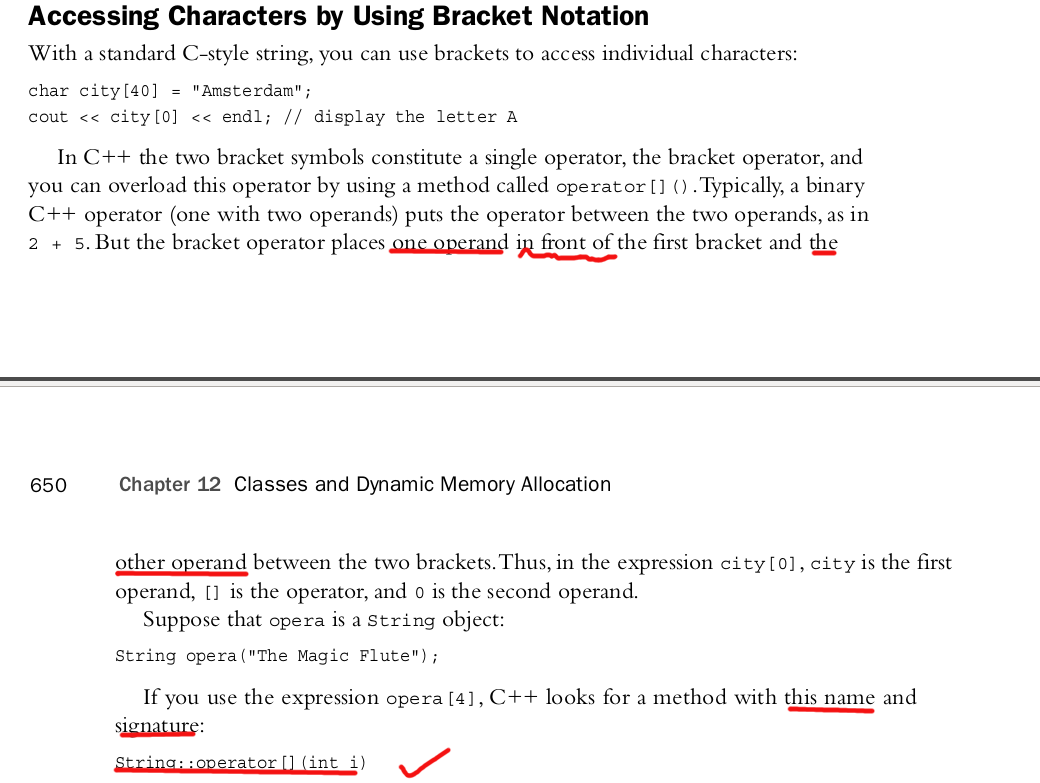 Accessing Characters by Using Bracket Notation
With a standard C-style string, you can use brackets to access individual characters:
char city[40] = "Amsterdam";
cout << city[0] << endl; // display the letter A
In C++ the two bracket symbols constitute a single operator, the bracket operator, and
you can overload this operator by using a method called operator[](). Typically, a binary
C++ operator (one with two operands) puts the operator between the two operands, as in
2 + 5. But the bracket operator places one operand in front of the first bracket and the
650 Chapter 12 Classes and Dynamic Memory Allocation
other operand between the two brackets. Thus, in the expression city[0], city is the first
operand, [] is the operator, and 0 is the second operand.
Suppose that opera is a String object:
String opera("The Magic Flute");
If you use the expression opera[4], C++ looks for a method with this name and
signature:
String::operator[](int i)